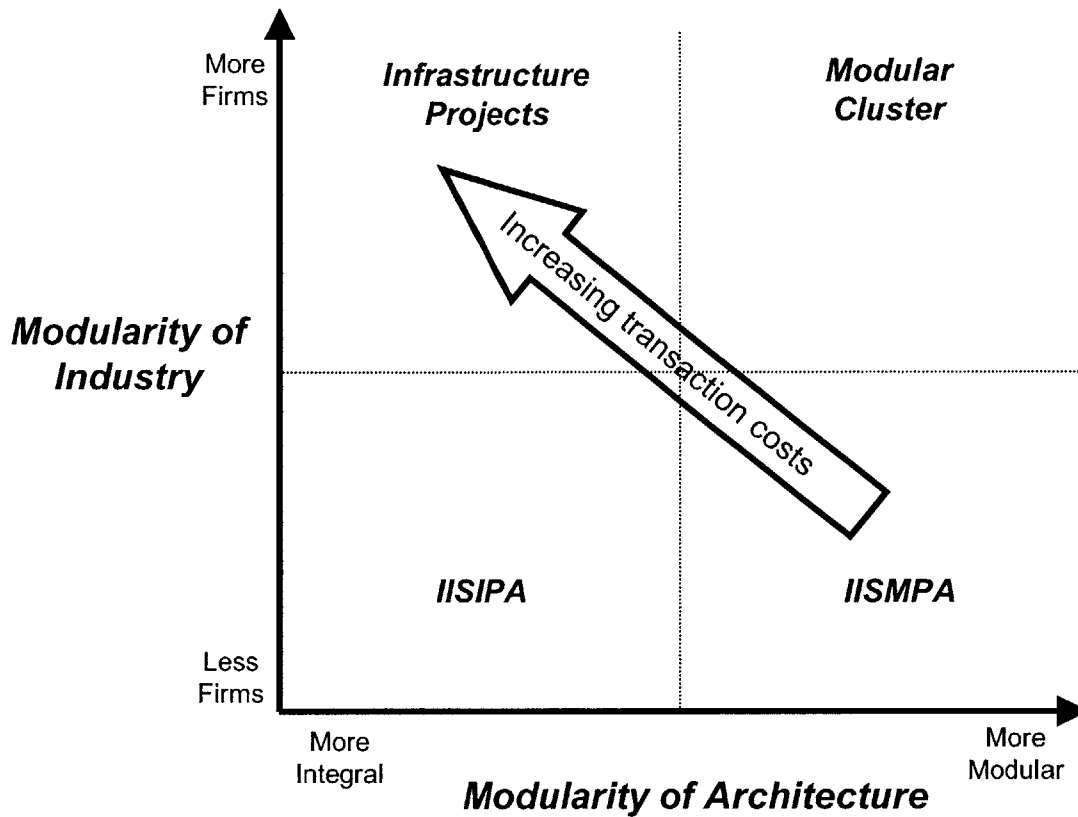 More
Firms
Infrastructure
Projects
Modular
Cluster
Increasing transaction costs
Modularity of
Industry
IISIPA
IISMPA
Less
Firms
More
Integral
More
Modular
Modularity of Architecture